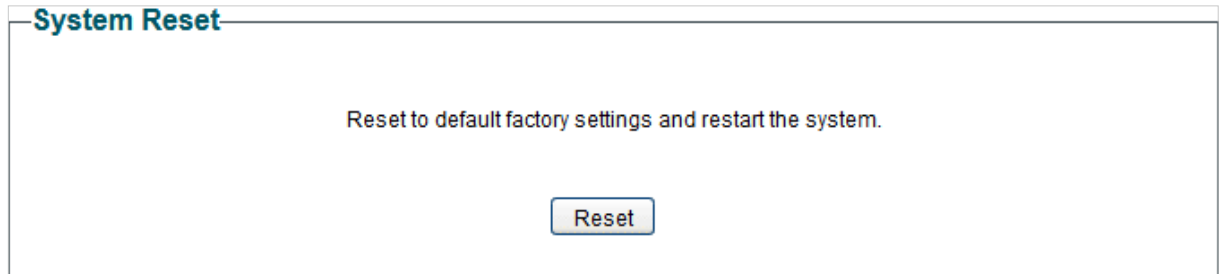 System Reset
Reset to default factory settings and restart the system.
Reset